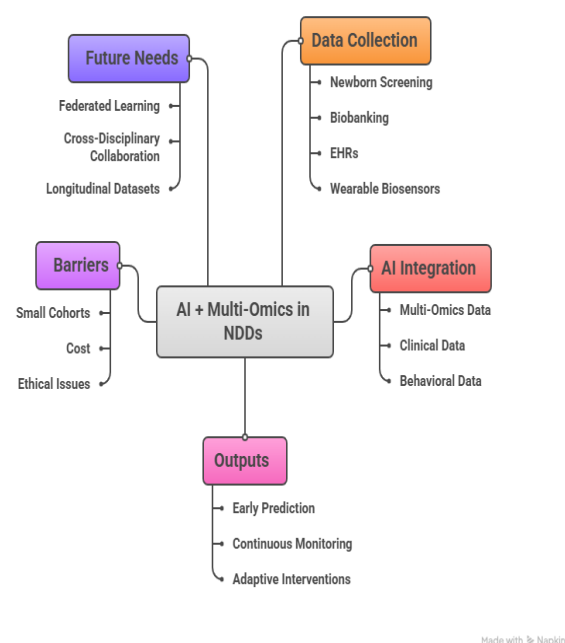 Future Needs
Federated Learning
Cross-Disciplinary
Collaboration
Longitudinal Datasets
Data Collection
Newborn Screening
Biobanking
EHRs
Wearable Biosensors
Barriers
Small Cohorts
Cost
Ethical Issues
AI + Multi-Omics in
NDDs
AI Integration
Multi-Omics Data
Clinical Data
Behavioral Data
Outputs
Early Prediction
Continuous Monitoring
Adaptive Interventions
Made with Napkin